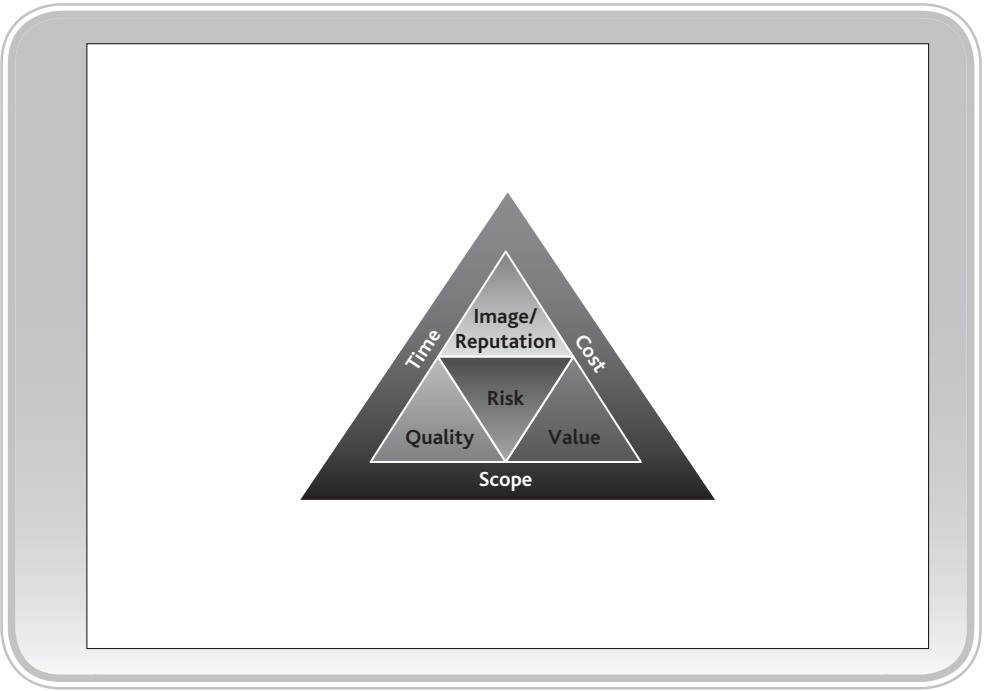 Image/
Reputation
Time
Cost
Risk
Quality
Value
Scope